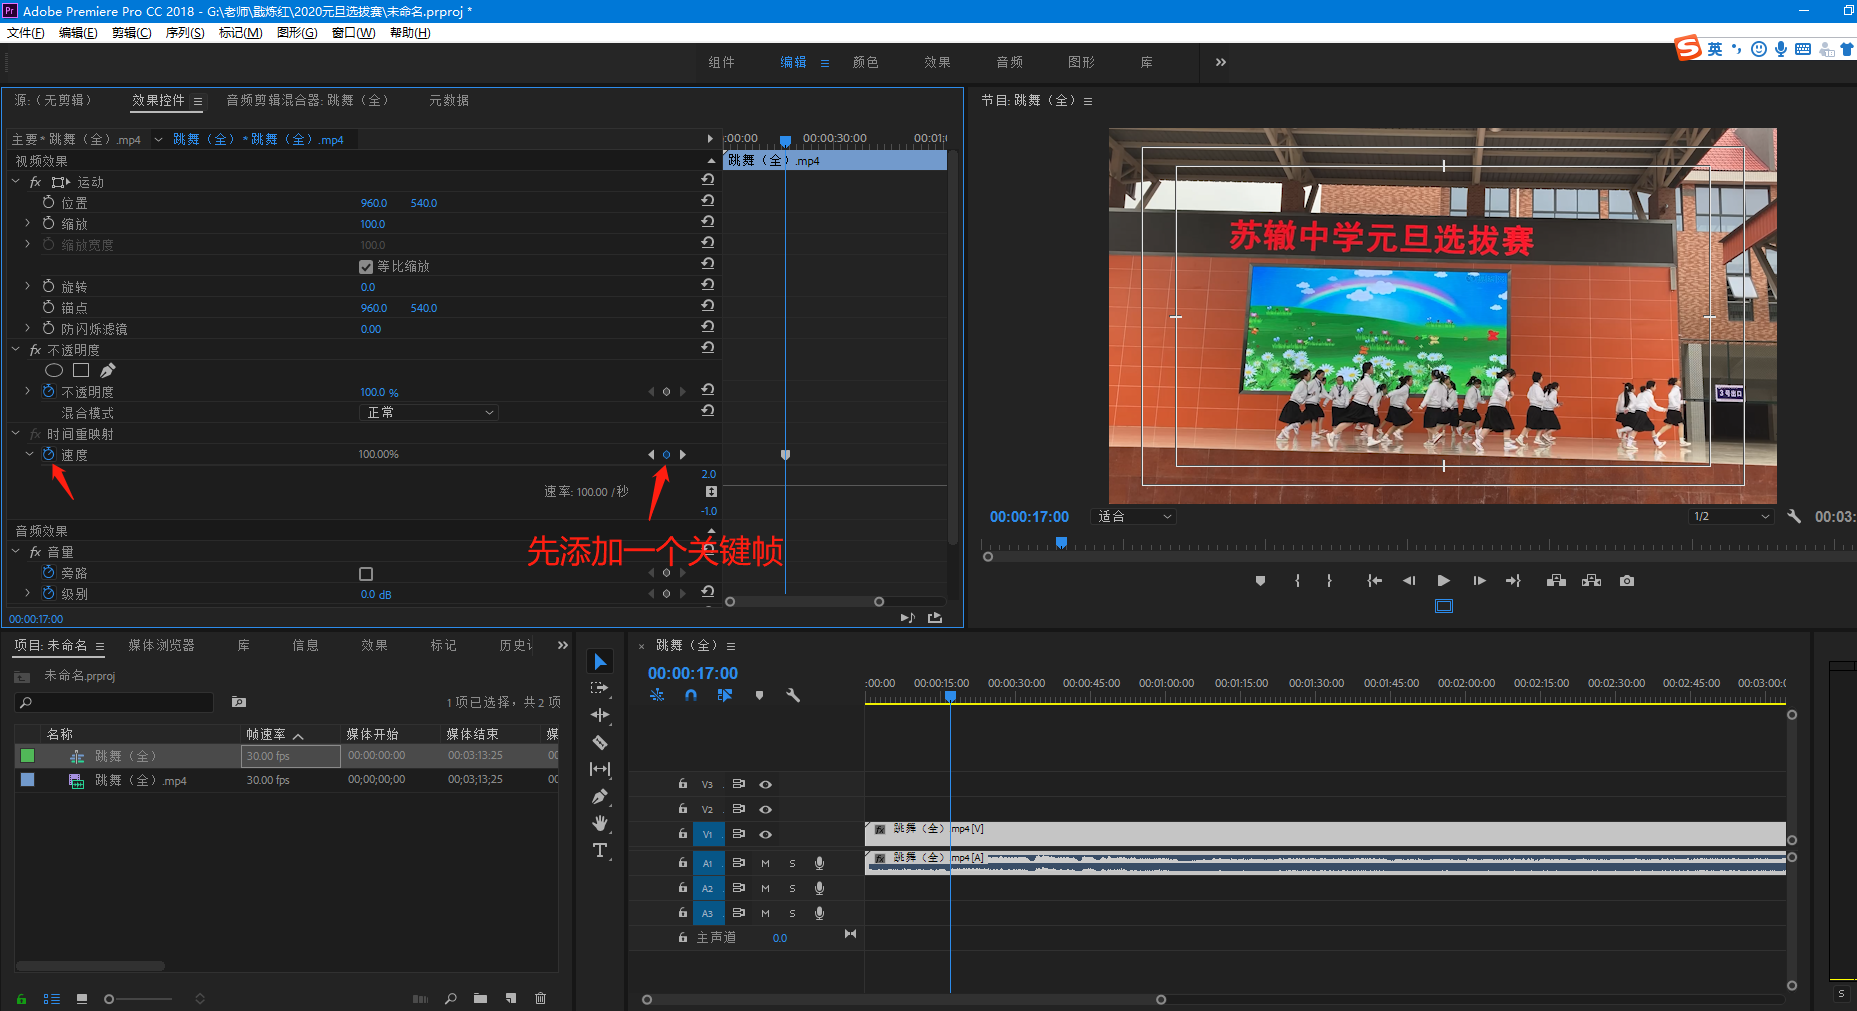 Pr Adobe Premiere Pro CC 2018 - G:\老师\戬炼红\2020元旦选拔赛\未命名.prproj *
文件(F) 编辑(E) 剪辑(C) 序列(S) 标记(M) 图形(G) 窗口(W) 帮助(H)
英
组件 编辑 颜色 效果 音频 图形 库
源:（无剪辑） 效果控件 音频剪辑混合器: 跳舞（全） 元数据
主要 * 跳舞（全）.mp4 跳舞（全） * 跳舞（全）.mp4
:00:00 00:00:30:00 00:01:
视频效果
跳舞（全）.mp4
fx 运动
位置 960.0 540.0
缩放 100.0
缩放宽度 100.0
等比缩放
旋转 0.0
锚点 960.0 540.0
防闪烁滤镜 0.00
fx 不透明度
不透明度 100.0 %
混合模式 正常
fx 时间重映射
速度 100.00%
2.0
速率: 100.00 /秒
-1.0
音频效果
先添加一个关键帧
fx 音量
旁路
级别 0.0 dB
00:00:17:00
节目: 跳舞（全）
苏辙中学元旦选拔赛
3号出口
00:00:17:00 适合 1/2 00:03:
项目: 未命名 媒体浏览器 库 信息 效果 标记 历史
未命名.prproj
1 项已选择，共 2 项
名称 帧速率 媒体开始 媒体结束 媒
跳舞（全） 30.00 fps 00:00:00:00 00:03:13:25 00
跳舞（全）.mp4 30.00 fps 00;00;00;00 00;03;13;25 00
T
× 跳舞（全）
00:00:17:00
:00:00 00:00:15:00 00:00:30:00 00:00:45:00 00:01:00:00 00:01:15:00 00:01:30:00 00:01:45:00 00:02:00:00 00:02:15:00 00:02:30:00 00:02:45:00 00:03:00:0
V3
V2
V1 fx 跳舞（全）.mp4 [V]
A1 M S fx 跳舞（全）.mp4 [A]
A2 M S
A3 M S
主声道 0.0
S